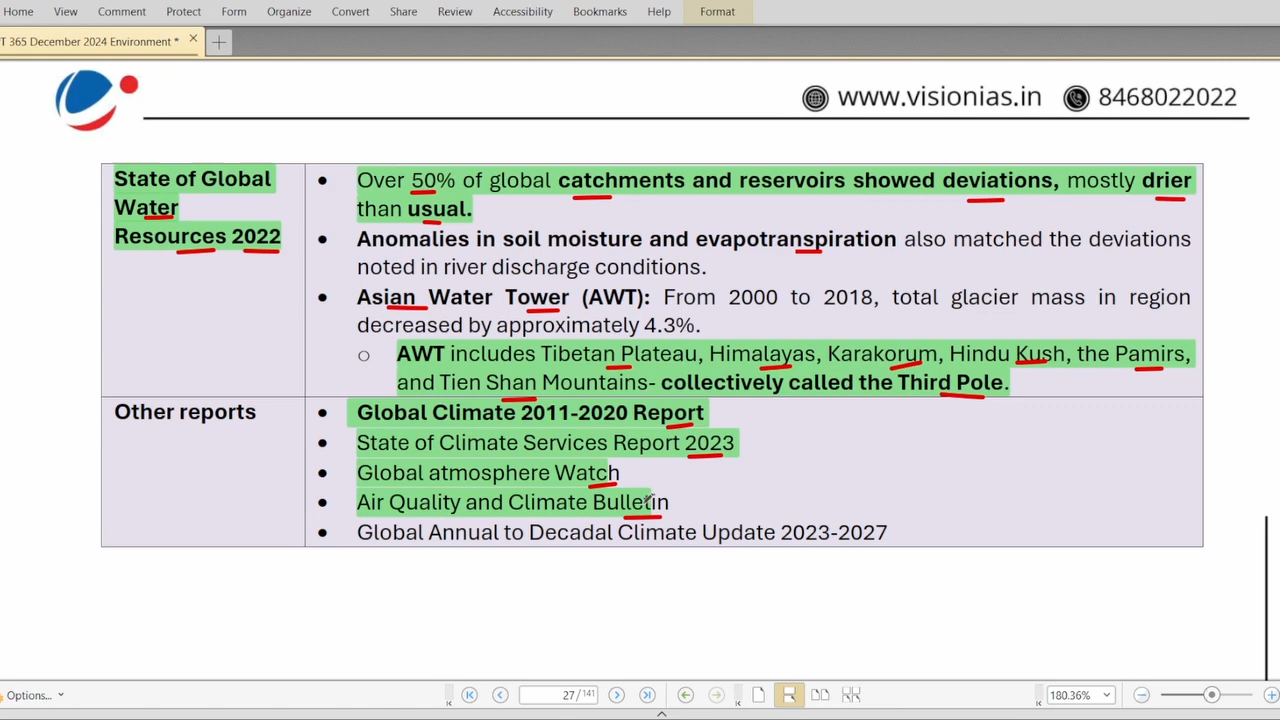 Home View Comment Protect Form Organize Convert Share Review Accessibility Bookmarks Help Format
T 365 December 2024 Environment *
www.visionias.in 8468022022
State of Global
Water
Resources 2022
• Over 50% of global catchments and reservoirs showed deviations, mostly drier
than usual.
• Anomalies in soil moisture and evapotranspiration also matched the deviations
noted in river discharge conditions.
• Asian Water Tower (AWT): From 2000 to 2018, total glacier mass in region
decreased by approximately 4.3%.
o AWT includes Tibetan Plateau, Himalayas, Karakorum, Hindu Kush, the Pamirs,
and Tien Shan Mountains- collectively called the Third Pole.
Other reports
• Global Climate 2011-2020 Report
• State of Climate Services Report 2023
• Global atmosphere Watch
• Air Quality and Climate Bulletin
• Global Annual to Decadal Climate Update 2023-2027
Options... 27 / 141 180.36%